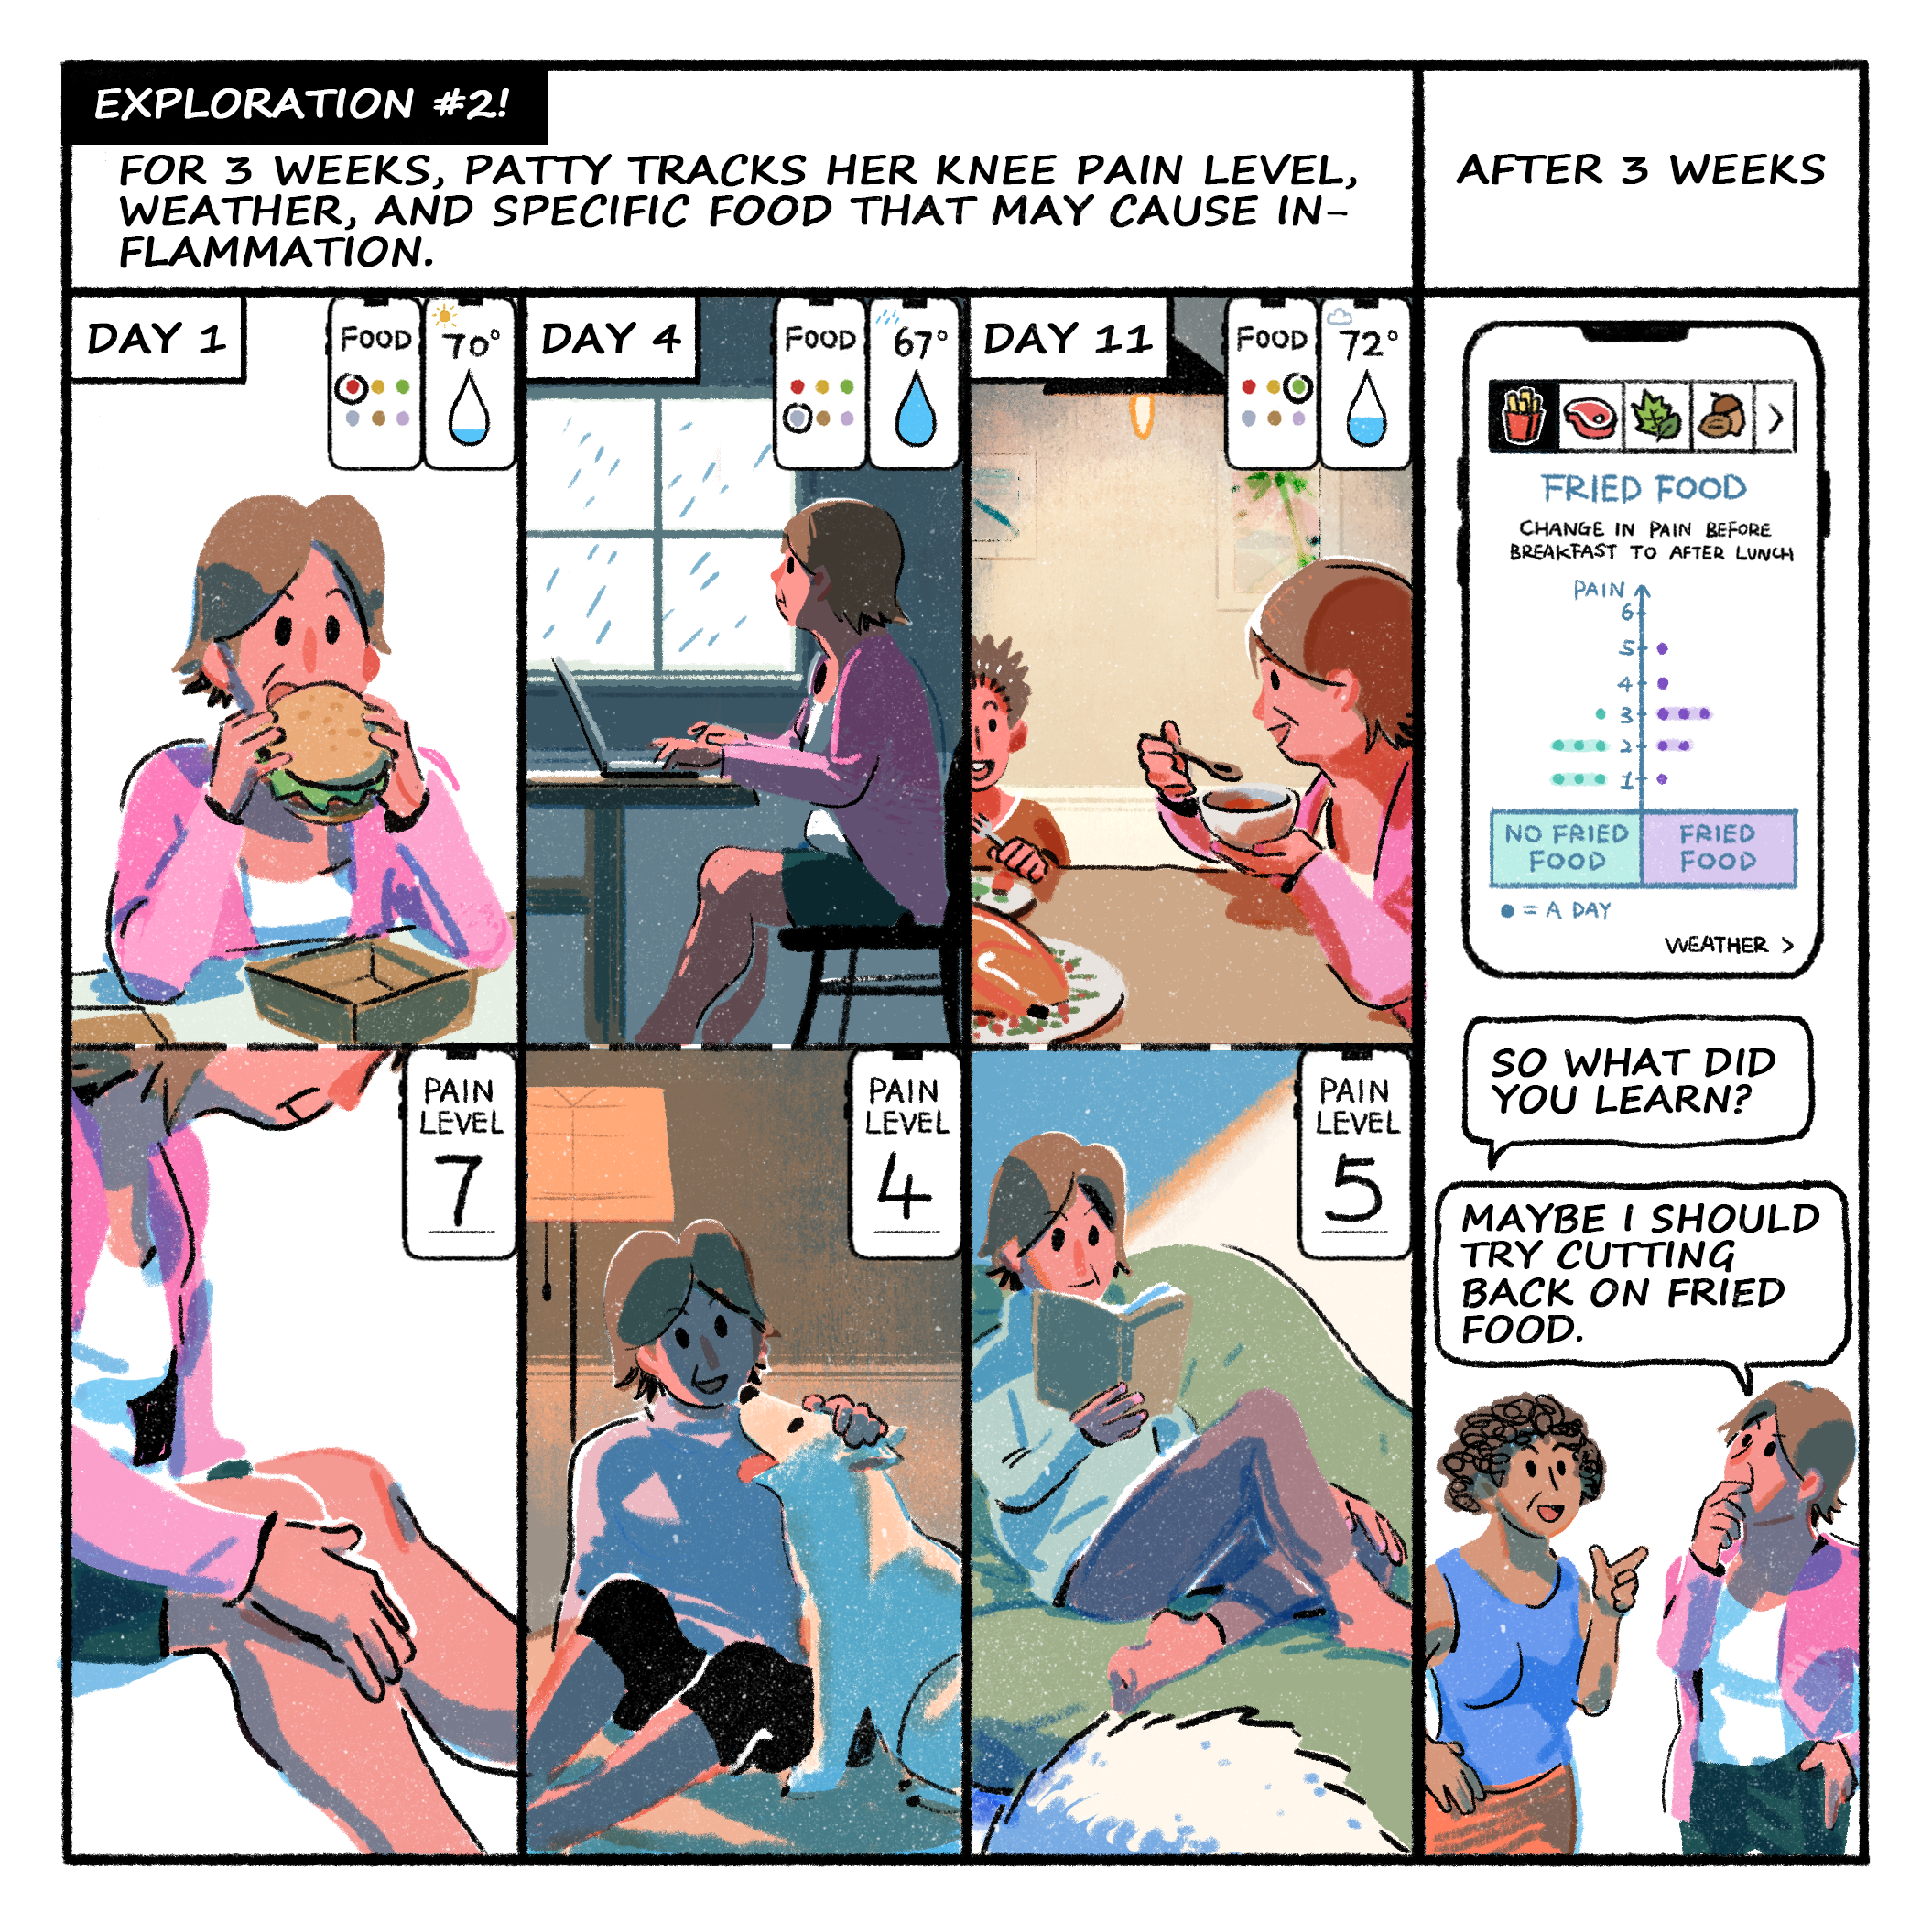 EXPLORATION #2!
FOR 3 WEEKS, PATTY TRACKS HER KNEE PAIN LEVEL,
WEATHER, AND SPECIFIC FOOD THAT MAY CAUSE IN-
FLAMMATION.
AFTER 3 WEEKS
DAY 1
FOOD
70°
DAY 4
FOOD
67°
DAY 11
FOOD
72°
PAIN
LEVEL
7
PAIN
LEVEL
4
PAIN
LEVEL
5
>
FRIED FOOD
CHANGE IN PAIN BEFORE
BREAKFAST TO AFTER LUNCH
PAIN
6
5
4
3
2
1
NO FRIED
FOOD
FRIED
FOOD
= A DAY
WEATHER >
SO WHAT DID
YOU LEARN?
MAYBE I SHOULD
TRY CUTTING
BACK ON FRIED
FOOD.